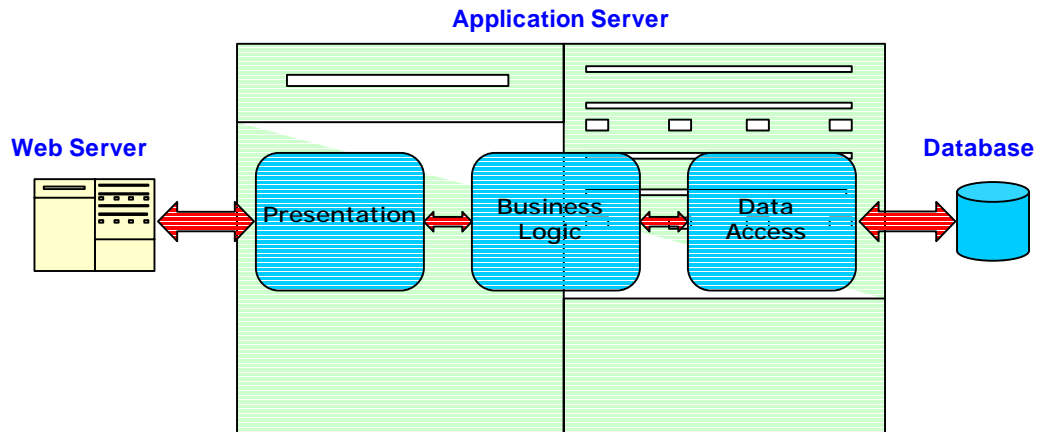 Application Server
Web Server
Database
Presentation
Business
Logic
Data
Access